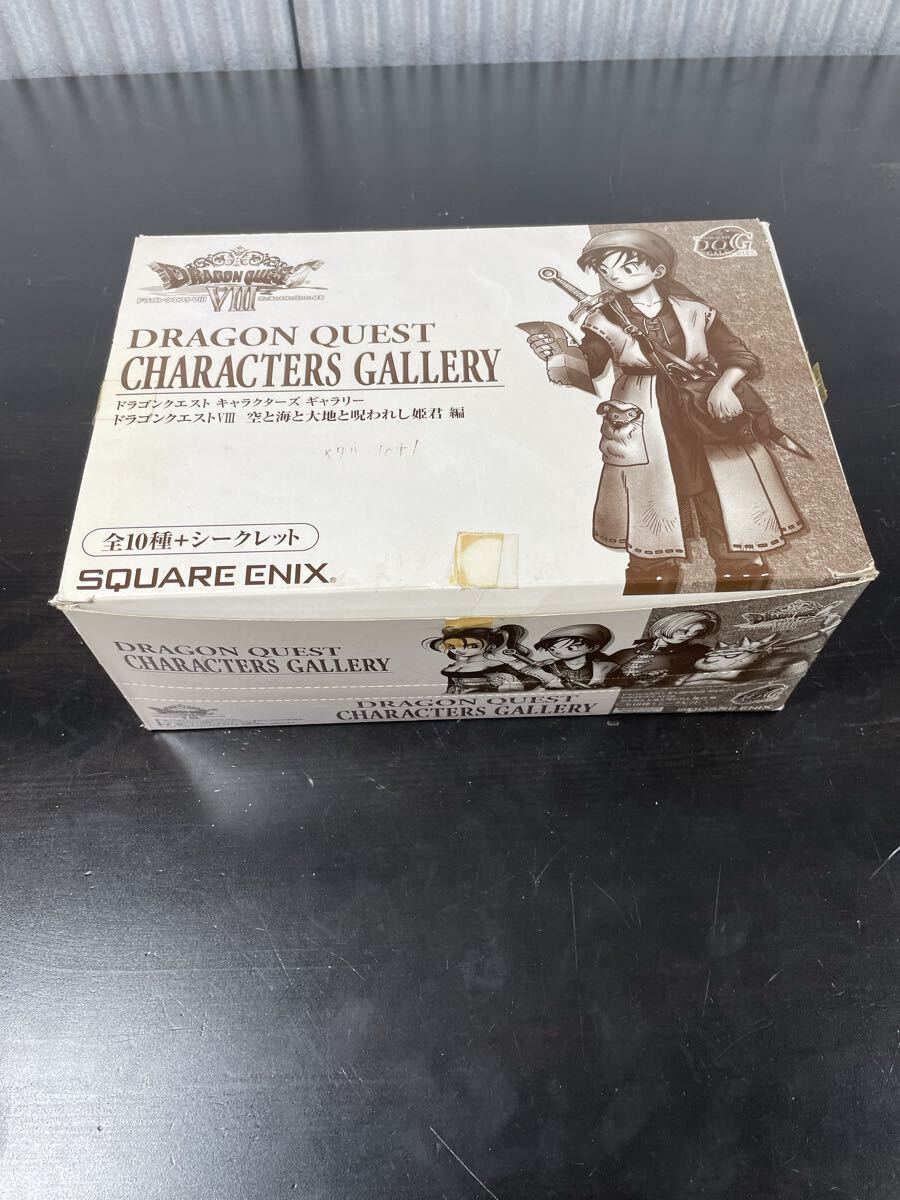 DRAGON QUEST
VIII
ドラゴンクエストVIII
DQG
DRAGON QUEST
CHARACTERS GALLERY
ドラゴンクエスト キャラクターズ ギャラリー
ドラゴンクエストVIII 空と海と大地と呪われし姫君 編
全10種+シークレット
SQUARE ENIX®
DRAGON QUEST
CHARACTERS GALLERY
VIII
DRAGON QUEST
CHARACTERS GALLERY
SQUARE ENIX